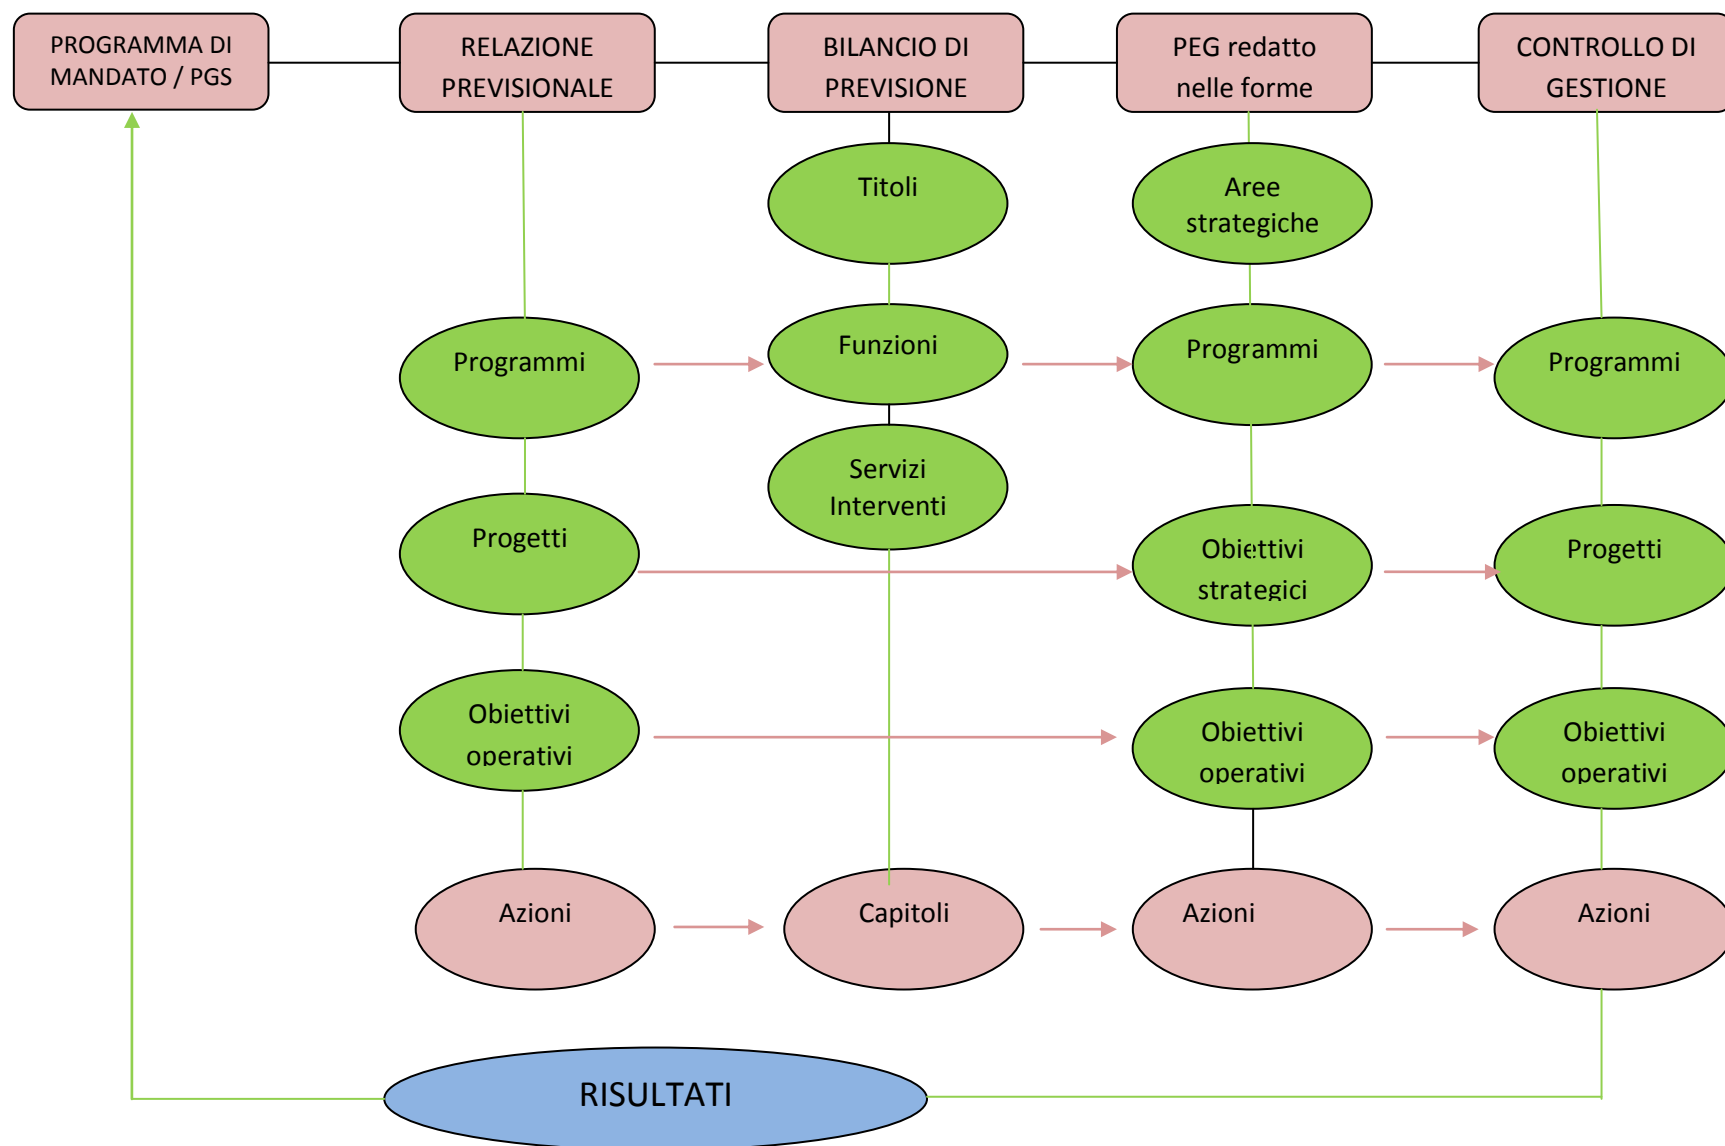 PROGRAMMA DI
MANDATO / PGS
RELAZIONE
PREVISIONALE
BILANCIO DI
PREVISIONE
PEG redatto
nelle forme
CONTROLLO DI
GESTIONE
Titoli
Aree
strategiche
Programmi
Funzioni
Programmi
Programmi
Servizi
Interventi
Progetti
Obiettivi
strategici
Progetti
Obiettivi
operativi
Obiettivi
operativi
Obiettivi
operativi
Azioni
Capitoli
Azioni
Azioni
RISULTATI